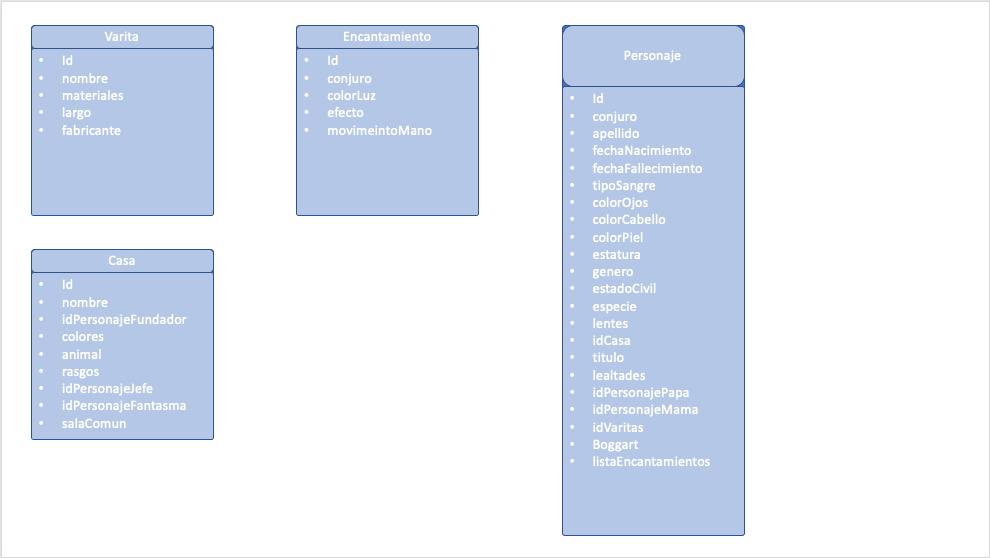 Varita
• Id
• nombre
• materiales
• largo
• fabricante
Encantamiento
• Id
• conjuro
• colorLuz
• efecto
• movimeintoMano
Personaje
• Id
• conjuro
• apellido
• fechaNacimiento
• fechaFallecimiento
• tipoSangre
• colorOjos
• colorCabello
• colorPiel
• estatura
• genero
• estadoCivil
• especie
• lentes
• idCasa
• titulo
• lealtades
• idPersonajePapa
• idPersonajeMama
• idVaritas
• Boggart
• listaEncantamientos
Casa
• Id
• nombre
• idPersonajeFundador
• colores
• animal
• rasgos
• idPersonajeJefe
• idPersonajeFantasma
• salaComun